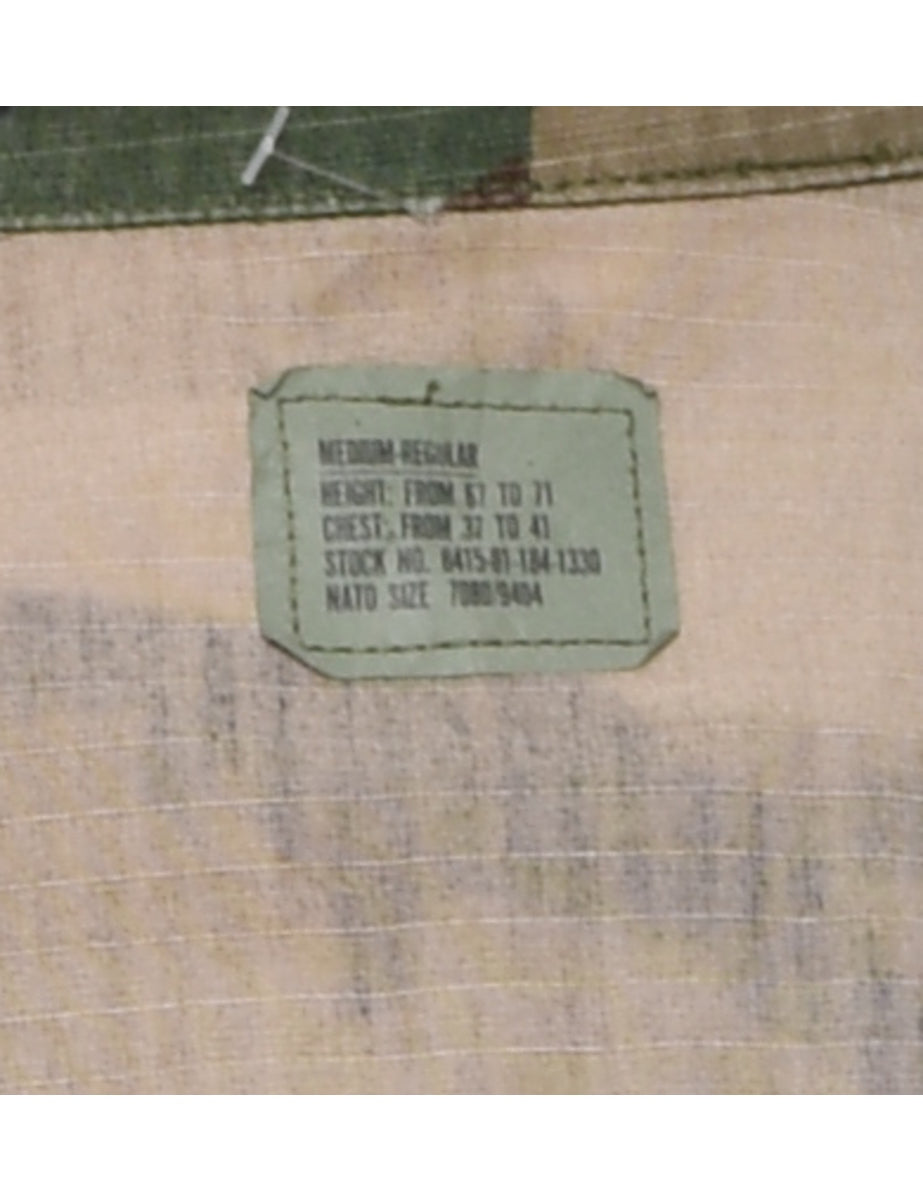 MEDIUM-REGULAR
HEIGHT: FROM 67 TO 71
CHEST: FROM 37 TO 41
STOCK NO. 8415-01-184-1330
NATO SIZE 7080/9404